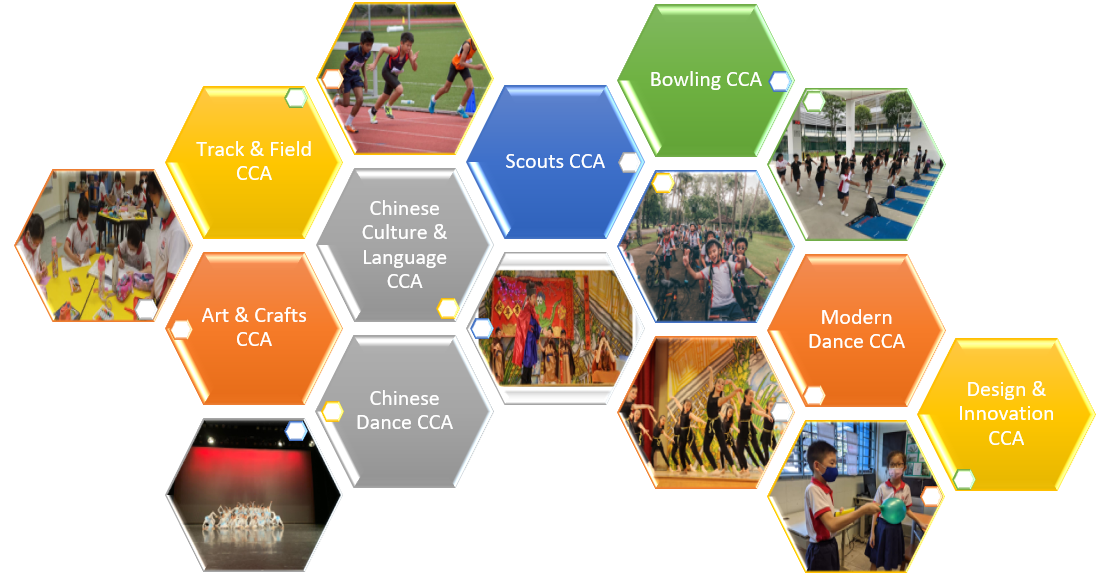 Bowling CCA
Track & Field
CCA
Scouts CCA
Chinese
Culture &
Language
CCA
Art & Crafts
CCA
Modern
Dance CCA
Chinese
Dance CCA
Design &
Innovation
CCA